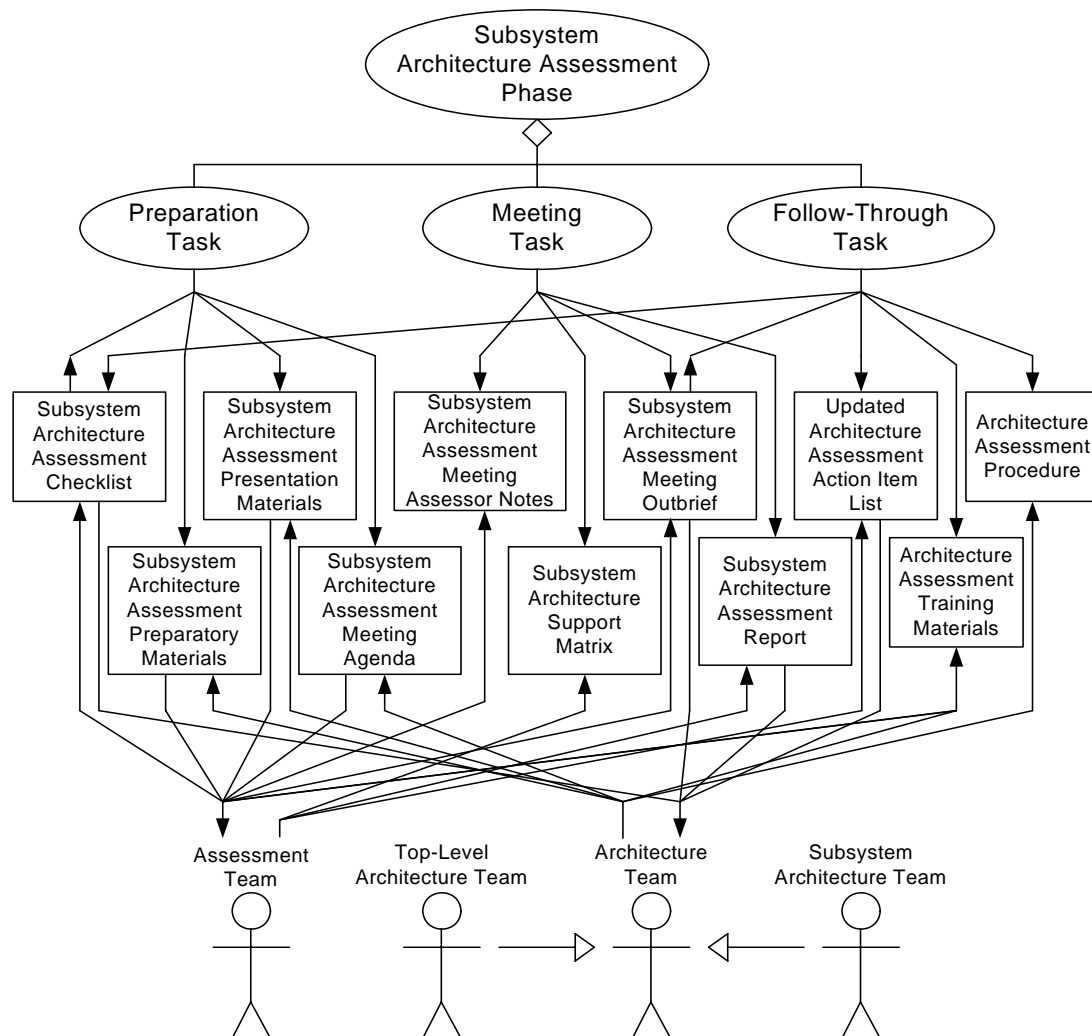 Subsystem
Architecture Assessment
Phase
Preparation
Task
Meeting
Task
Follow-Through
Task
Subsystem
Architecture
Assessment
Checklist
Subsystem
Architecture
Assessment
Presentation
Materials
Subsystem
Architecture
Assessment
Meeting
Assessor Notes
Subsystem
Architecture
Assessment
Meeting
Outbrief
Updated
Architecture
Assessment
Action Item
List
Architecture
Assessment
Procedure
Subsystem
Architecture
Assessment
Preparatory
Materials
Subsystem
Architecture
Assessment
Meeting
Agenda
Subsystem
Architecture
Support
Matrix
Subsystem
Architecture
Assessment
Report
Architecture
Assessment
Training
Materials
Assessment
Team
Top-Level
Architecture Team
Architecture
Team
Subsystem
Architecture Team